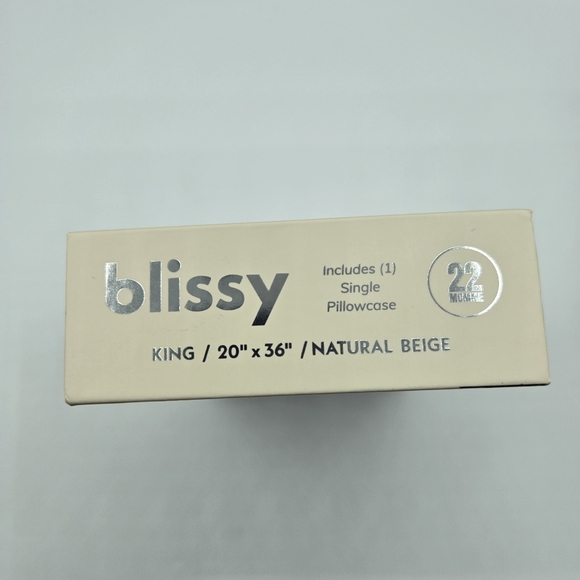 blissy
Includes (1)
Single
Pillowcase
22
MOMME
KING / 20" x 36" / NATURAL BEIGE